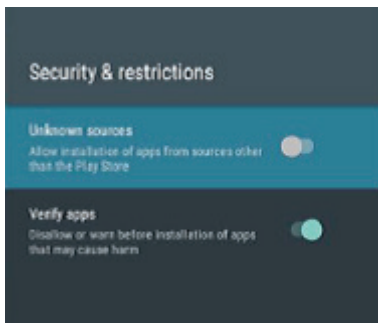 Security & restrictions
Unknown sources
Allow installation of apps from sources other
than the Play Store
Verify apps
Disallow or warn before installation of apps
that may cause harm